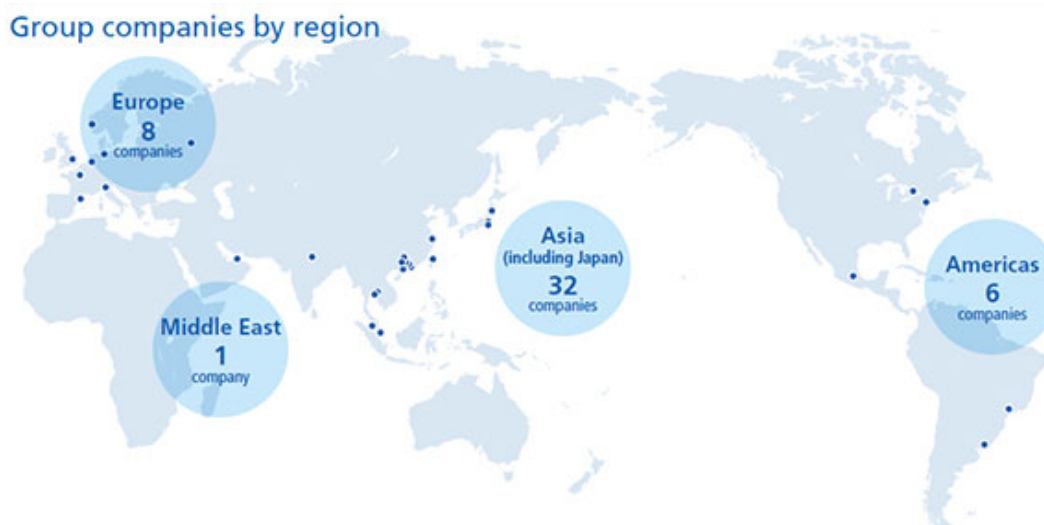 Group companies by region
Europe
8
companies
Asia
(including Japan)
32
companies
Americas
6
companies
Middle East
1
company